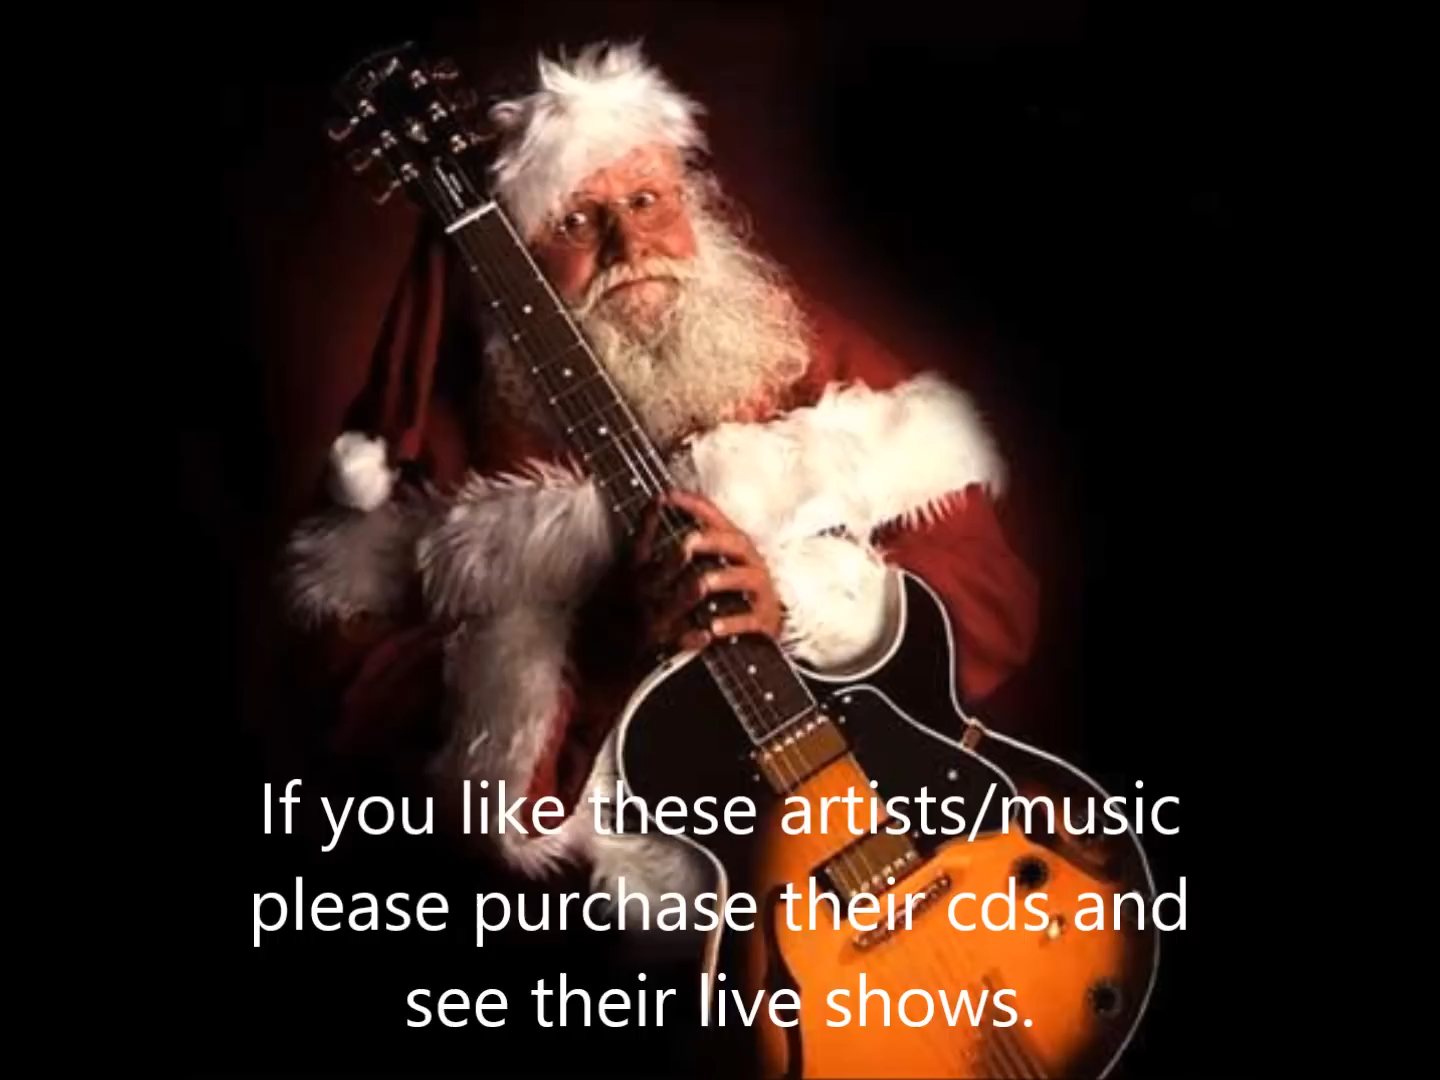 If you like these artists/music
please purchase their cds and
see their live shows.